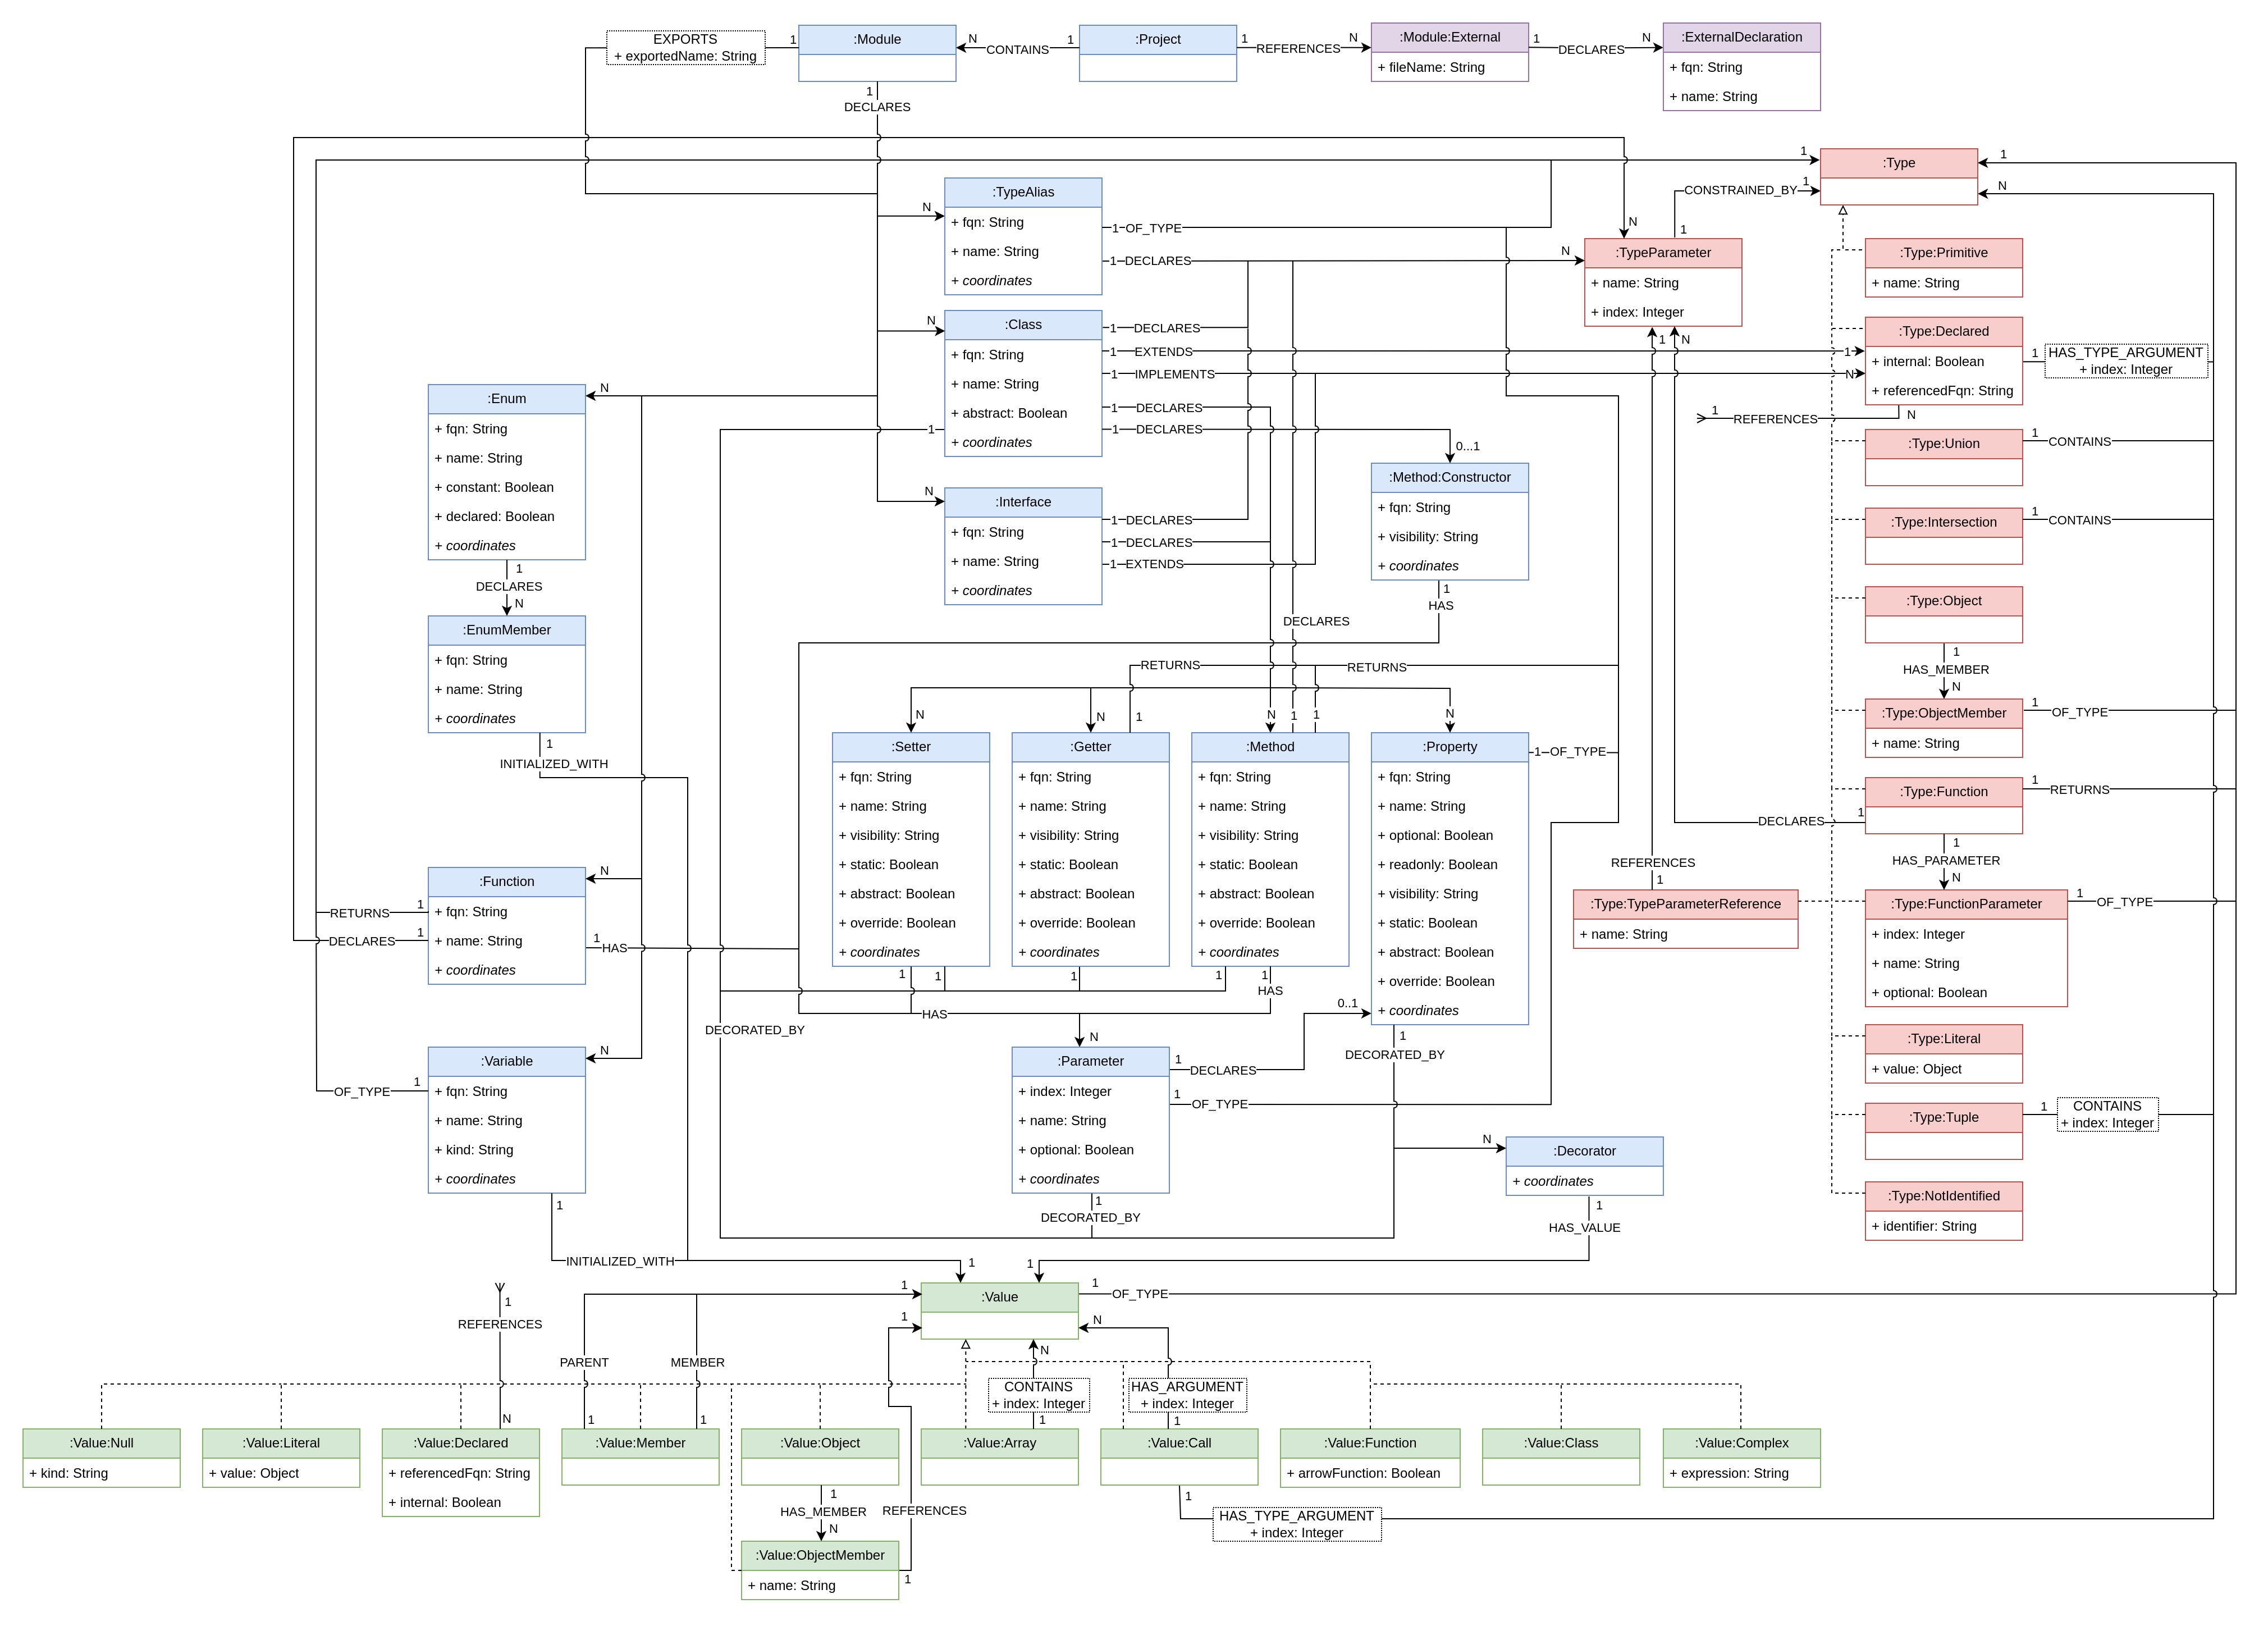 EXPORTS
+ exportedName: String
1
:Module
N
CONTAINS
1
:Project
1
REFERENCES
N
:Module:External
+ fileName: String
1
DECLARES
N
:ExternalDeclaration
+ fqn: String
+ name: String
1
DECLARES
1
:Type
1
N
CONSTRAINED_BY
1
1
N
:TypeAlias
+ fqn: String
+ name: String
+ coordinates
N
1
OF_TYPE
1
DECLARES
N
:TypeParameter
+ name: String
+ index: Integer
1
N
:Type:Primitive
+ name: String
:Class
+ fqn: String
+ name: String
+ abstract: Boolean
+ coordinates
N
1
1
DECLARES
1
EXTENDS
1
1
IMPLEMENTS
N
1
DECLARES
1
DECLARES
0...1
:Type:Declared
+ internal: Boolean
+ referencedFqn: String
1
HAS_TYPE_ARGUMENT
+ index: Integer
1
REFERENCES
N
:Type:Union
1
CONTAINS
:Enum
+ fqn: String
+ name: String
+ constant: Boolean
+ declared: Boolean
+ coordinates
N
1
DECLARES
N
:Interface
+ fqn: String
+ name: String
+ coordinates
N
1
DECLARES
1
DECLARES
1
EXTENDS
:Method:Constructor
+ fqn: String
+ visibility: String
+ coordinates
1
HAS
:Type:Intersection
1
CONTAINS
:Type:Object
1
HAS_MEMBER
N
:EnumMember
+ fqn: String
+ name: String
+ coordinates
1
INITIALIZED_WITH
DECLARES
RETURNS
RETURNS
N
N
1
N
1
1
N
:Type:ObjectMember
+ name: String
1
OF_TYPE
:Setter
+ fqn: String
+ name: String
+ visibility: String
+ static: Boolean
+ abstract: Boolean
+ override: Boolean
+ coordinates
:Getter
+ fqn: String
+ name: String
+ visibility: String
+ static: Boolean
+ abstract: Boolean
+ override: Boolean
+ coordinates
:Method
+ fqn: String
+ name: String
+ visibility: String
+ static: Boolean
+ abstract: Boolean
+ override: Boolean
+ coordinates
:Property
+ fqn: String
+ name: String
+ optional: Boolean
+ readonly: Boolean
+ visibility: String
+ static: Boolean
+ abstract: Boolean
+ override: Boolean
+ coordinates
1
OF_TYPE
:Type:Function
1
RETURNS
DECLARES
1
1
HAS_PARAMETER
N
REFERENCES
1
:Type:TypeParameterReference
+ name: String
:Type:FunctionParameter
+ index: Integer
+ name: String
+ optional: Boolean
1
OF_TYPE
:Function
+ fqn: String
+ name: String
+ coordinates
N
RETURNS
1
DECLARES
1
1
HAS
1
1
1
1
1
HAS
HAS
DECORATED_BY
N
0..1
:Variable
+ fqn: String
+ name: String
+ kind: String
+ coordinates
N
OF_TYPE
1
1
:Parameter
+ index: Integer
+ name: String
+ optional: Boolean
+ coordinates
1
DECLARES
1
OF_TYPE
1
DECORATED_BY
1
DECORATED_BY
N
:Decorator
+ coordinates
1
HAS_VALUE
:Type:Literal
+ value: Object
:Type:Tuple
1
CONTAINS
+ index: Integer
:Type:NotIdentified
+ identifier: String
INITIALIZED_WITH
1
1
:Value
1
1
1
OF_TYPE
N
N
1
REFERENCES
N
PARENT
1
MEMBER
1
CONTAINS
+ index: Integer
1
HAS_ARGUMENT
+ index: Integer
1
:Value:Null
+ kind: String
:Value:Literal
+ value: Object
:Value:Declared
+ referencedFqn: String
+ internal: Boolean
:Value:Member
:Value:Object
:Value:Array
:Value:Call
:Value:Function
+ arrowFunction: Boolean
:Value:Class
:Value:Complex
+ expression: String
1
HAS_MEMBER
N
REFERENCES
1
1
HAS_TYPE_ARGUMENT
+ index: Integer
:Value:ObjectMember
+ name: String